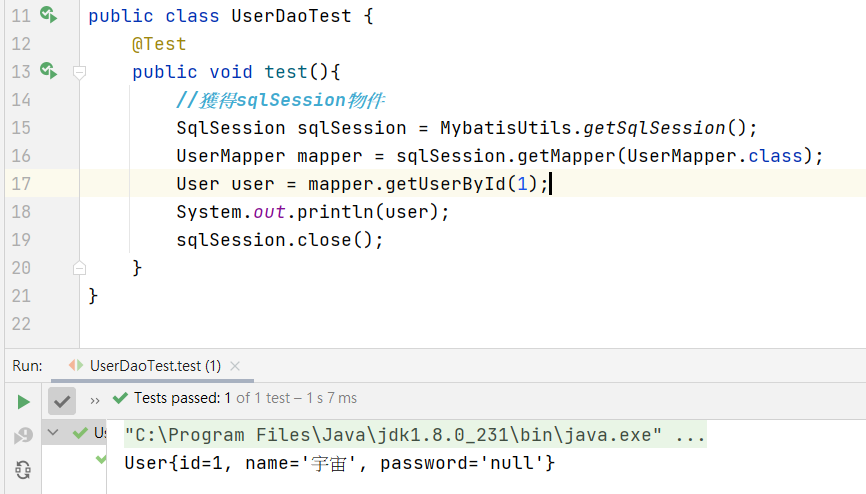 11 public class UserDaoTest {
12 @Test
13 public void test(){
14 //獲得sqlSession物件
15 SqlSession sqlSession = MybatisUtils.getSqlSession();
16 UserMapper mapper = sqlSession.getMapper(UserMapper.class);
17 User user = mapper.getUserById(1);
18 System.out.println(user);
19 sqlSession.close();
20 }
21 }
22
Run: UserDaoTest.test (1) ×
>> Tests passed: 1 of 1 test – 1 s 7 ms
Us
"C:\Program Files\Java\jdk1.8.0_231\bin\java.exe" ...
User{id=1, name='宇宙', password='null'}